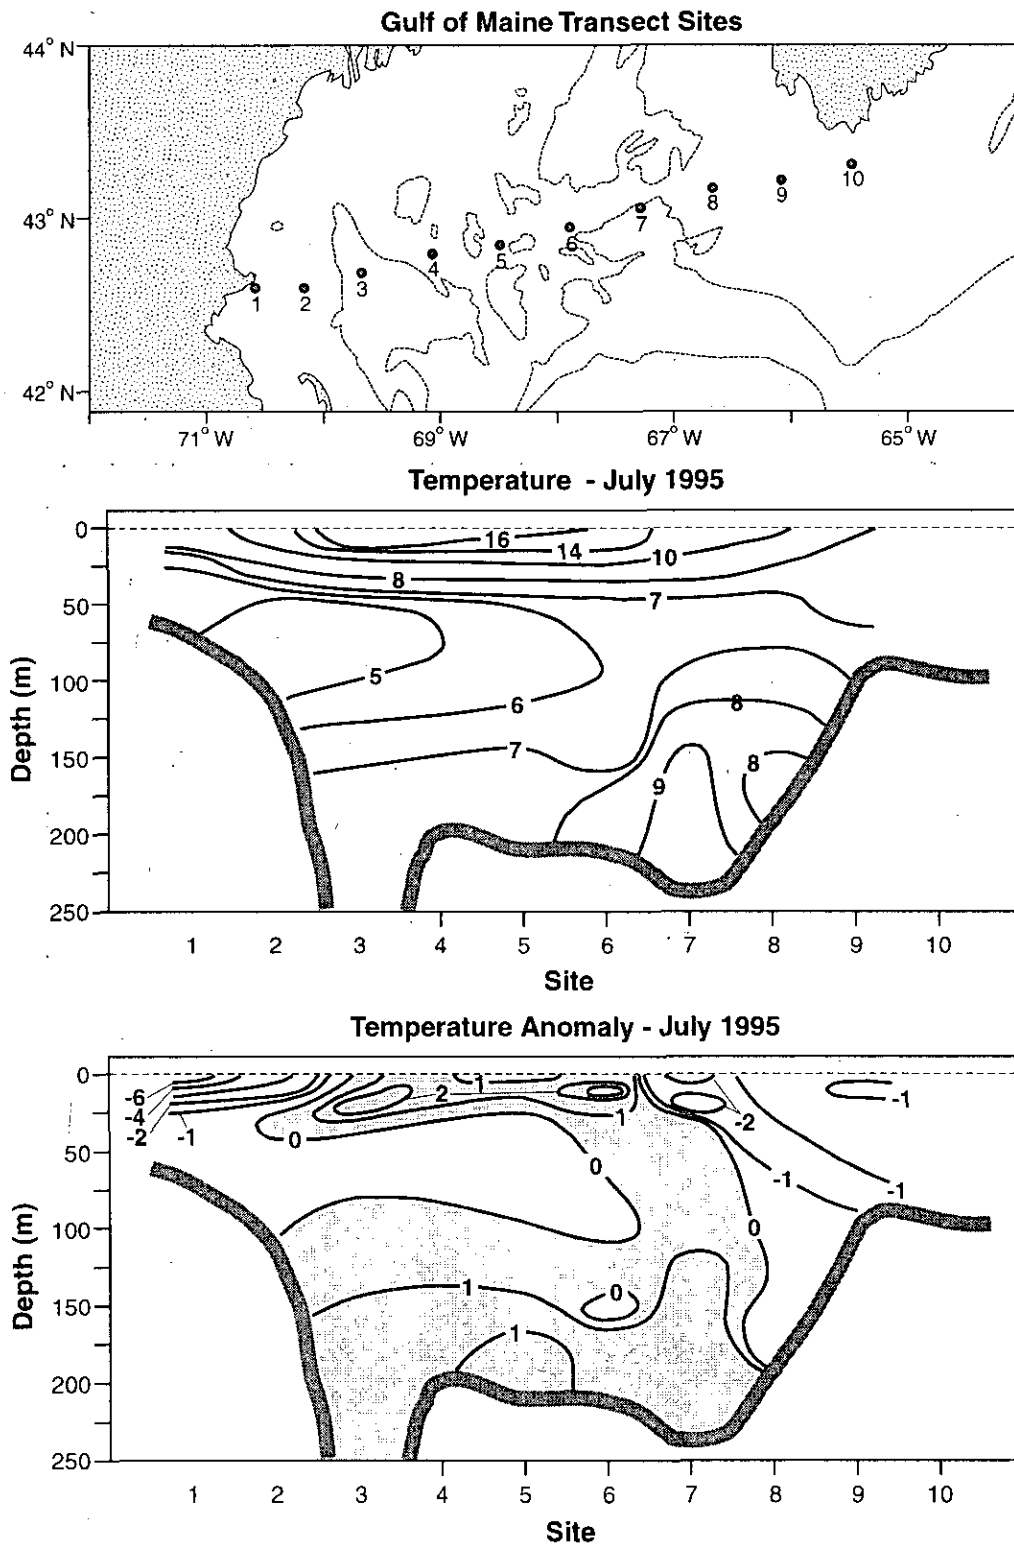 Gulf of Maine Transect Sites
44° N
43° N
42° N
1 2 3 4 5 6 7 8 9 10
71° W 69° W 67° W 65° W
Temperature - July 1995
0
50
100
150
200
250
Depth (m)
16
14
10
8
7
5
6
7
8
8
9
1 2 3 4 5 6 7 8 9 10
Site
Temperature Anomaly - July 1995
0
50
100
150
200
250
Depth (m)
-6
-4
-2
-1
1
2
1
0
0
-2
-1
-1
-1
0
0
1
1
1 2 3 4 5 6 7 8 9 10
Site